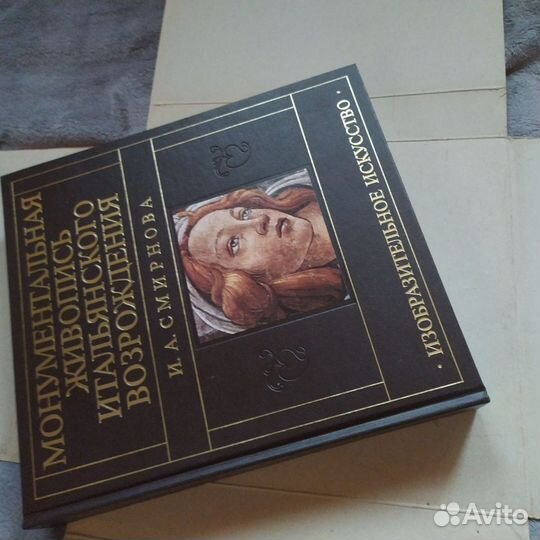 МОНУМЕНТАЛЬНАЯ
ЖИВОПИСЬ
ИТАЛЬЯНСКОГО
ВОЗРОЖДЕНИЯ
И. А. СМИРНОВА
· ИЗОБРАЗИТЕЛЬНОЕ ИСКУССТВО ·
Avito